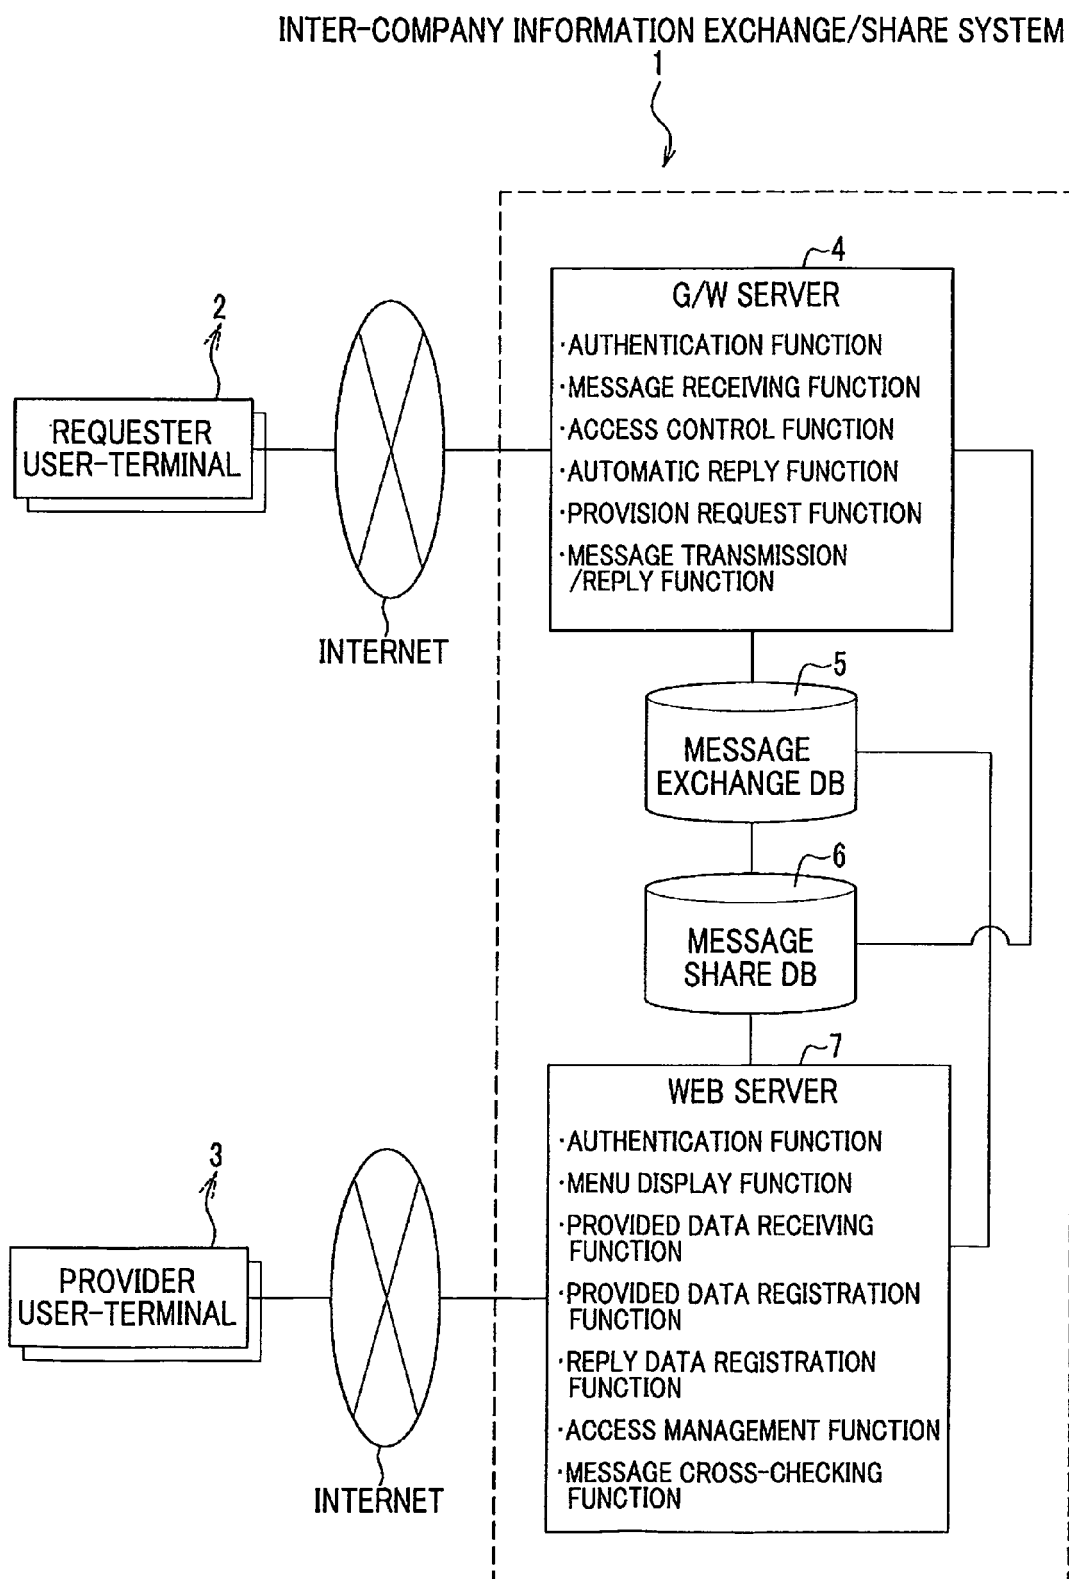 INTER-COMPANY INFORMATION EXCHANGE/SHARE SYSTEM
1
4
G/W SERVER
·AUTHENTICATION FUNCTION
·MESSAGE RECEIVING FUNCTION
·ACCESS CONTROL FUNCTION
·AUTOMATIC REPLY FUNCTION
·PROVISION REQUEST FUNCTION
·MESSAGE TRANSMISSION
/REPLY FUNCTION
2
REQUESTER
USER-TERMINAL
INTERNET
5
MESSAGE
EXCHANGE DB
6
MESSAGE
SHARE DB
7
WEB SERVER
·AUTHENTICATION FUNCTION
·MENU DISPLAY FUNCTION
·PROVIDED DATA RECEIVING
FUNCTION
·PROVIDED DATA REGISTRATION
FUNCTION
·REPLY DATA REGISTRATION
FUNCTION
·ACCESS MANAGEMENT FUNCTION
·MESSAGE CROSS-CHECKING
FUNCTION
3
PROVIDER
USER-TERMINAL
INTERNET